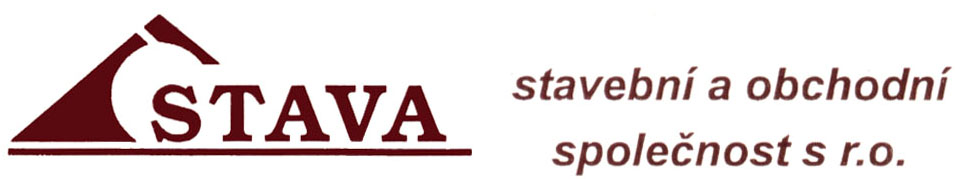 STAVA
stavební a obchodní
společnost s r.o.